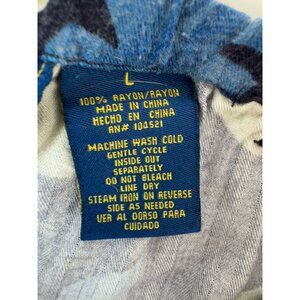 L
100% RAYON/RAYON
MADE IN CHINA
HECHO EN CHINA
RN# 104521
MACHINE WASH COLD
GENTLE CYCLE
INSIDE OUT
SEPARATELY
DO NOT BLEACH
LINE DRY
STEAM IRON ON REVERSE
SIDE AS NEEDED
VER AL DORSO PARA
CUIDADO